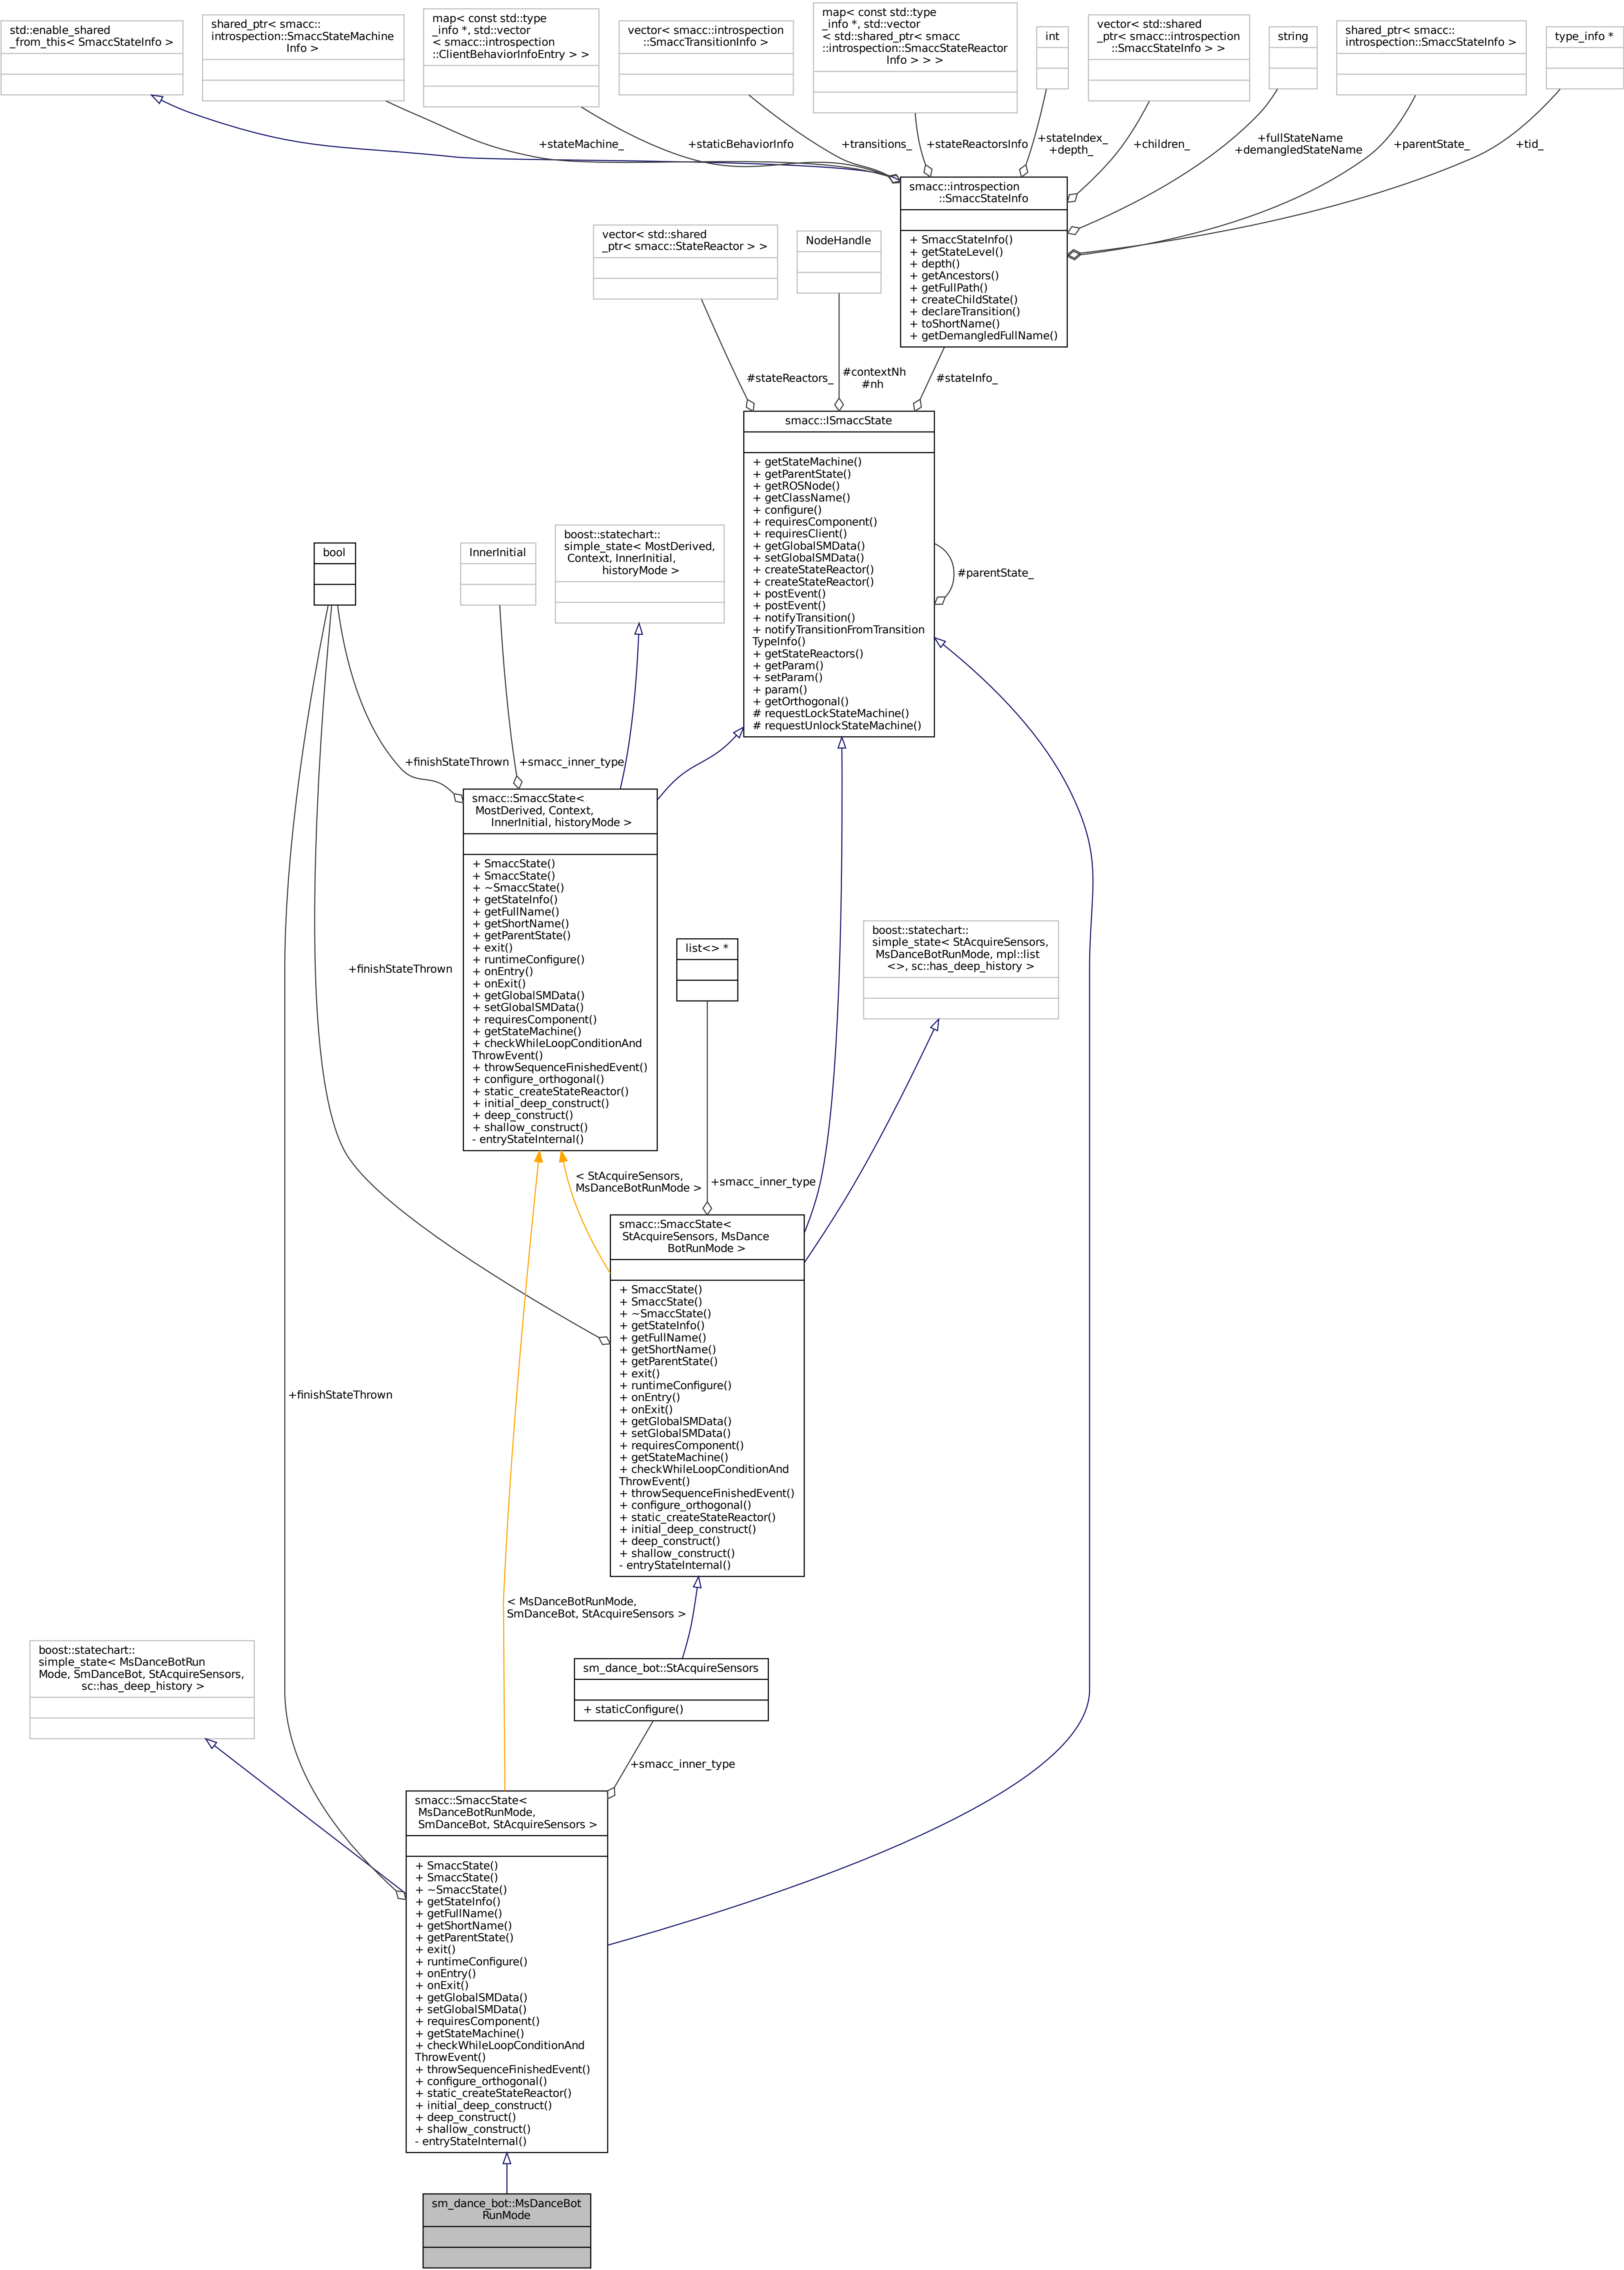 std::enable_shared
_from_this< SmaccStateInfo >
shared_ptr< smacc::
introspection::SmaccStateMachine
Info >
map< const std::type
_info *, std::vector
< smacc::introspection
::ClientBehaviorInfoEntry > >
vector< smacc::introspection
::SmaccTransitionInfo >
map< const std::type
_info *, std::vector
< std::shared_ptr< smacc
::introspection::SmaccStateReactor
Info > > >
int
vector< std::shared
_ptr< smacc::introspection
::SmaccStateInfo > >
string
shared_ptr< smacc::
introspection::SmaccStateInfo >
type_info *
+stateMachine_
+staticBehaviorInfo
+transitions_
+stateReactorsInfo
+stateIndex_
+depth_
+children_
+fullStateName
+demangledStateName
+parentState_
+tid_
smacc::introspection
::SmaccStateInfo
+ SmaccStateInfo()
+ getStateLevel()
+ depth()
+ getAncestors()
+ getFullPath()
+ createChildState()
+ declareTransition()
+ toShortName()
+ getDemangledFullName()
vector< std::shared
_ptr< smacc::StateReactor > >
NodeHandle
#stateReactors_
#contextNh
#nh
#stateInfo_
smacc::ISmaccState
+ getStateMachine()
+ getParentState()
+ getROSNode()
+ getClassName()
+ configure()
+ requiresComponent()
+ requiresClient()
+ getGlobalSMData()
+ setGlobalSMData()
+ createStateReactor()
+ createStateReactor()
+ postEvent()
+ postEvent()
+ notifyTransition()
+ notifyTransitionFromTransition
TypeInfo()
+ getStateReactors()
+ getParam()
+ setParam()
+ param()
+ getOrthogonal()
# requestLockStateMachine()
# requestUnlockStateMachine()
#parentState_
bool
InnerInitial
boost::statechart::
simple_state< MostDerived,
Context, InnerInitial,
historyMode >
+finishStateThrown
+smacc_inner_type
smacc::SmaccState<
MostDerived, Context,
InnerInitial, historyMode >
+ SmaccState()
+ SmaccState()
+ ~SmaccState()
+ getStateInfo()
+ getFullName()
+ getShortName()
+ getParentState()
+ exit()
+ runtimeConfigure()
+ onEntry()
+ onExit()
+ getGlobalSMData()
+ setGlobalSMData()
+ requiresComponent()
+ getStateMachine()
+ checkWhileLoopConditionAnd
ThrowEvent()
+ throwSequenceFinishedEvent()
+ configure_orthogonal()
+ static_createStateReactor()
+ initial_deep_construct()
+ deep_construct()
+ shallow_construct()
- entryStateInternal()
+finishStateThrown
list<> *
boost::statechart::
simple_state< StAcquireSensors,
MsDanceBotRunMode, mpl::list
<>, sc::has_deep_history >
< StAcquireSensors,
MsDanceBotRunMode >
+smacc_inner_type
smacc::SmaccState<
StAcquireSensors, MsDance
BotRunMode >
+ SmaccState()
+ SmaccState()
+ ~SmaccState()
+ getStateInfo()
+ getFullName()
+ getShortName()
+ getParentState()
+ exit()
+ runtimeConfigure()
+ onEntry()
+ onExit()
+ getGlobalSMData()
+ setGlobalSMData()
+ requiresComponent()
+ getStateMachine()
+ checkWhileLoopConditionAnd
ThrowEvent()
+ throwSequenceFinishedEvent()
+ configure_orthogonal()
+ static_createStateReactor()
+ initial_deep_construct()
+ deep_construct()
+ shallow_construct()
- entryStateInternal()
+finishStateThrown
< MsDanceBotRunMode,
SmDanceBot, StAcquireSensors >
boost::statechart::
simple_state< MsDanceBotRun
Mode, SmDanceBot, StAcquireSensors,
sc::has_deep_history >
sm_dance_bot::StAcquireSensors
+ staticConfigure()
+smacc_inner_type
smacc::SmaccState<
MsDanceBotRunMode,
SmDanceBot, StAcquireSensors >
+ SmaccState()
+ SmaccState()
+ ~SmaccState()
+ getStateInfo()
+ getFullName()
+ getShortName()
+ getParentState()
+ exit()
+ runtimeConfigure()
+ onEntry()
+ onExit()
+ getGlobalSMData()
+ setGlobalSMData()
+ requiresComponent()
+ getStateMachine()
+ checkWhileLoopConditionAnd
ThrowEvent()
+ throwSequenceFinishedEvent()
+ configure_orthogonal()
+ static_createStateReactor()
+ initial_deep_construct()
+ deep_construct()
+ shallow_construct()
- entryStateInternal()
sm_dance_bot::MsDanceBot
RunMode